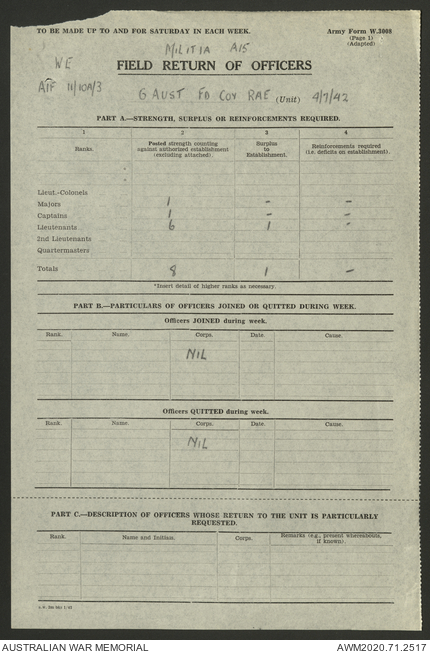 TO BE MADE UP TO AND FOR SATURDAY IN EACH WEEK.
Army Form W.3008
(Page 1)
(Adapted)
MILITIA A15
WE
FIELD RETURN OF OFFICERS
AIF 11/10A/3
6 AUST FD COY RAE (Unit) 4/7/42
PART A.—STRENGTH, SURPLUS OR REINFORCEMENTS REQUIRED.
1 2 3 4
Ranks. Posted strength counting against authorized establishment (excluding attached). Surplus to Establishment. Reinforcements required (i.e. deficits on establishment).
Lieut.-Colonels
Majors 1 - -
Captains 1 - -
Lieutenants 6 1 -
2nd Lieutenants
Quartermasters
Totals 8 1 -
*Insert detail of higher ranks as necessary.
PART B.—PARTICULARS OF OFFICERS JOINED OR QUITTED DURING WEEK.
Officers JOINED during week.
Rank. Name. Corps. Date. Cause.
NIL
Officers QUITTED during week.
Rank. Name. Corps. Date. Cause.
NIL
PART C.—DESCRIPTION OF OFFICERS WHOSE RETURN TO THE UNIT IS PARTICULARLY
REQUESTED.
Rank. Name and Initials. Corps. Remarks (e.g., present whereabouts, if known).
AUSTRALIAN WAR MEMORIAL
AWM2020.71.2517